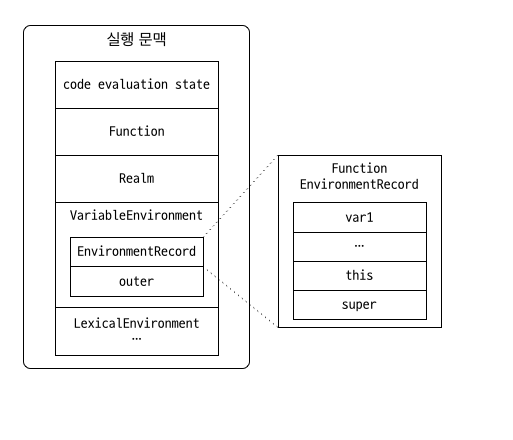 실행 문맥
code evaluation state
Function
Realm
VariableEnvironment
EnvironmentRecord
outer
LexicalEnvironment
…
Function
EnvironmentRecord
var1
…
this
super